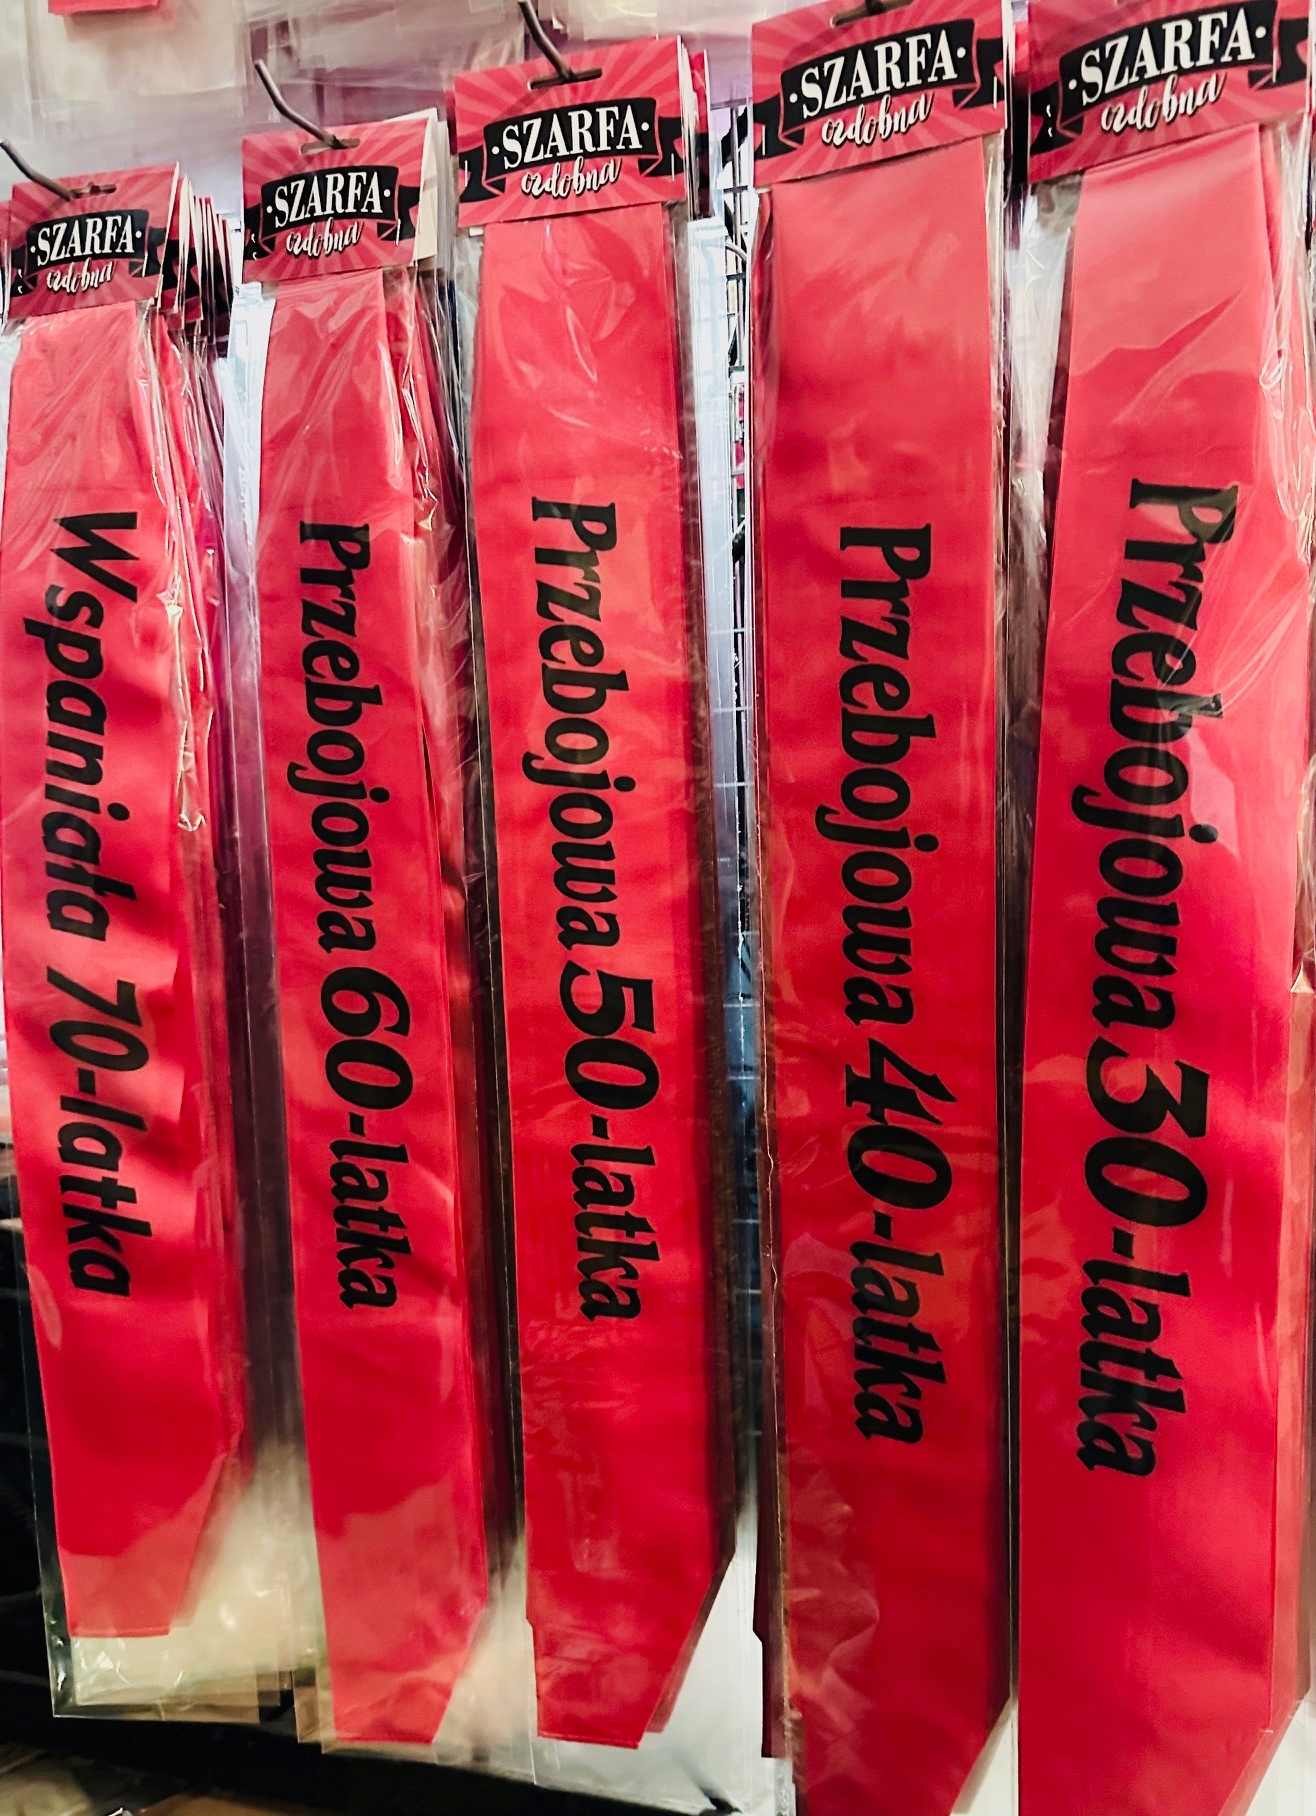 ·SZARFA·
ozdobna
Wspaniała 70-latka
·SZARFA·
ozdobna
Przebojowa 60-latka
·SZARFA·
ozdobna
Przebojowa 50-latka
·SZARFA·
ozdobna
Przebojowa 40-latka
·SZARFA·
ozdobna
Przebojowa 30-latka